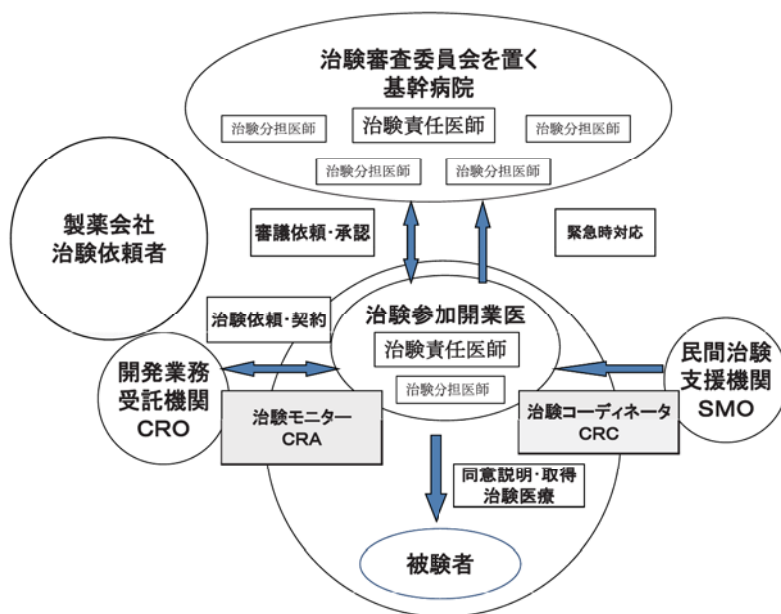 治験審査委員会を置く
基幹病院
治験分担医師
治験責任医師
治験分担医師
治験分担医師
治験分担医師
製薬会社
治験依頼者
審議依頼・承認
緊急時対応
治験依頼・契約
治験参加開業医
治験責任医師
治験分担医師
開発業務
受託機関
CRO
治験モニター
CRA
民間治験
支援機関
SMO
治験コーディネータ
CRC
同意説明・取得
治験医療
被験者